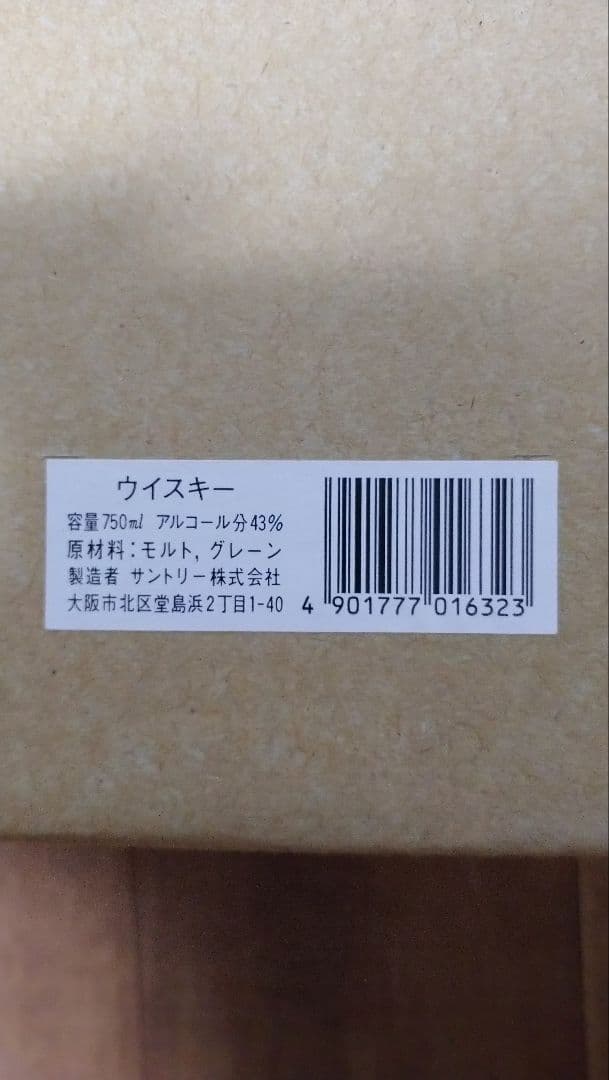 ウイスキー
容量750ml アルコール分43%
原材料:モルト, グレーン
製造者 サントリー株式会社
大阪市北区堂島浜2丁目1-40
4 901777 016323